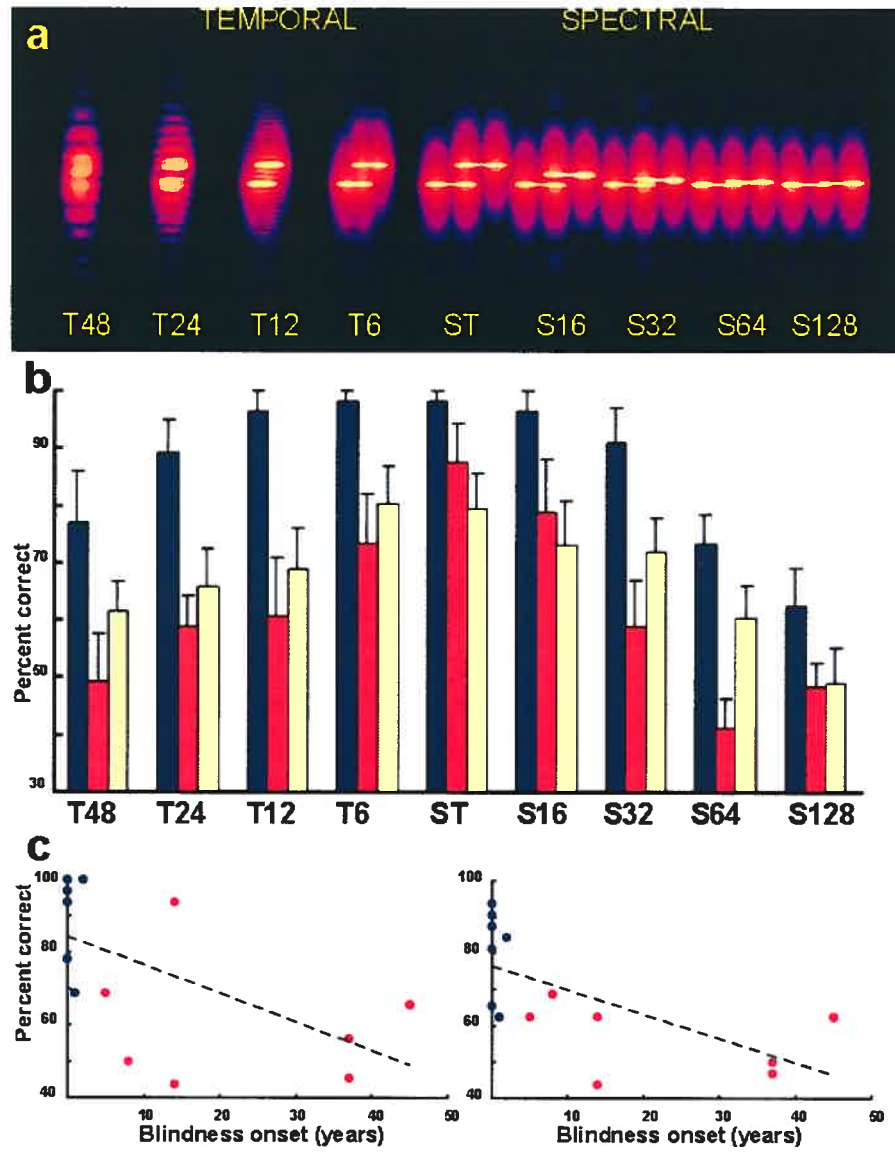 TEMPORAL SPECTRAL
a
T48 T24 T12 T6 ST S16 S32 S64 S128
b
90
70
50
30
Percent correct
T48 T24 T12 T6 ST S16 S32 S64 S128
c
100 100
80 80
60 60
40 40
Percent correct
10 20 30 40 50 10 20 30 40 50
Blindness onset (years) Blindness onset (years)